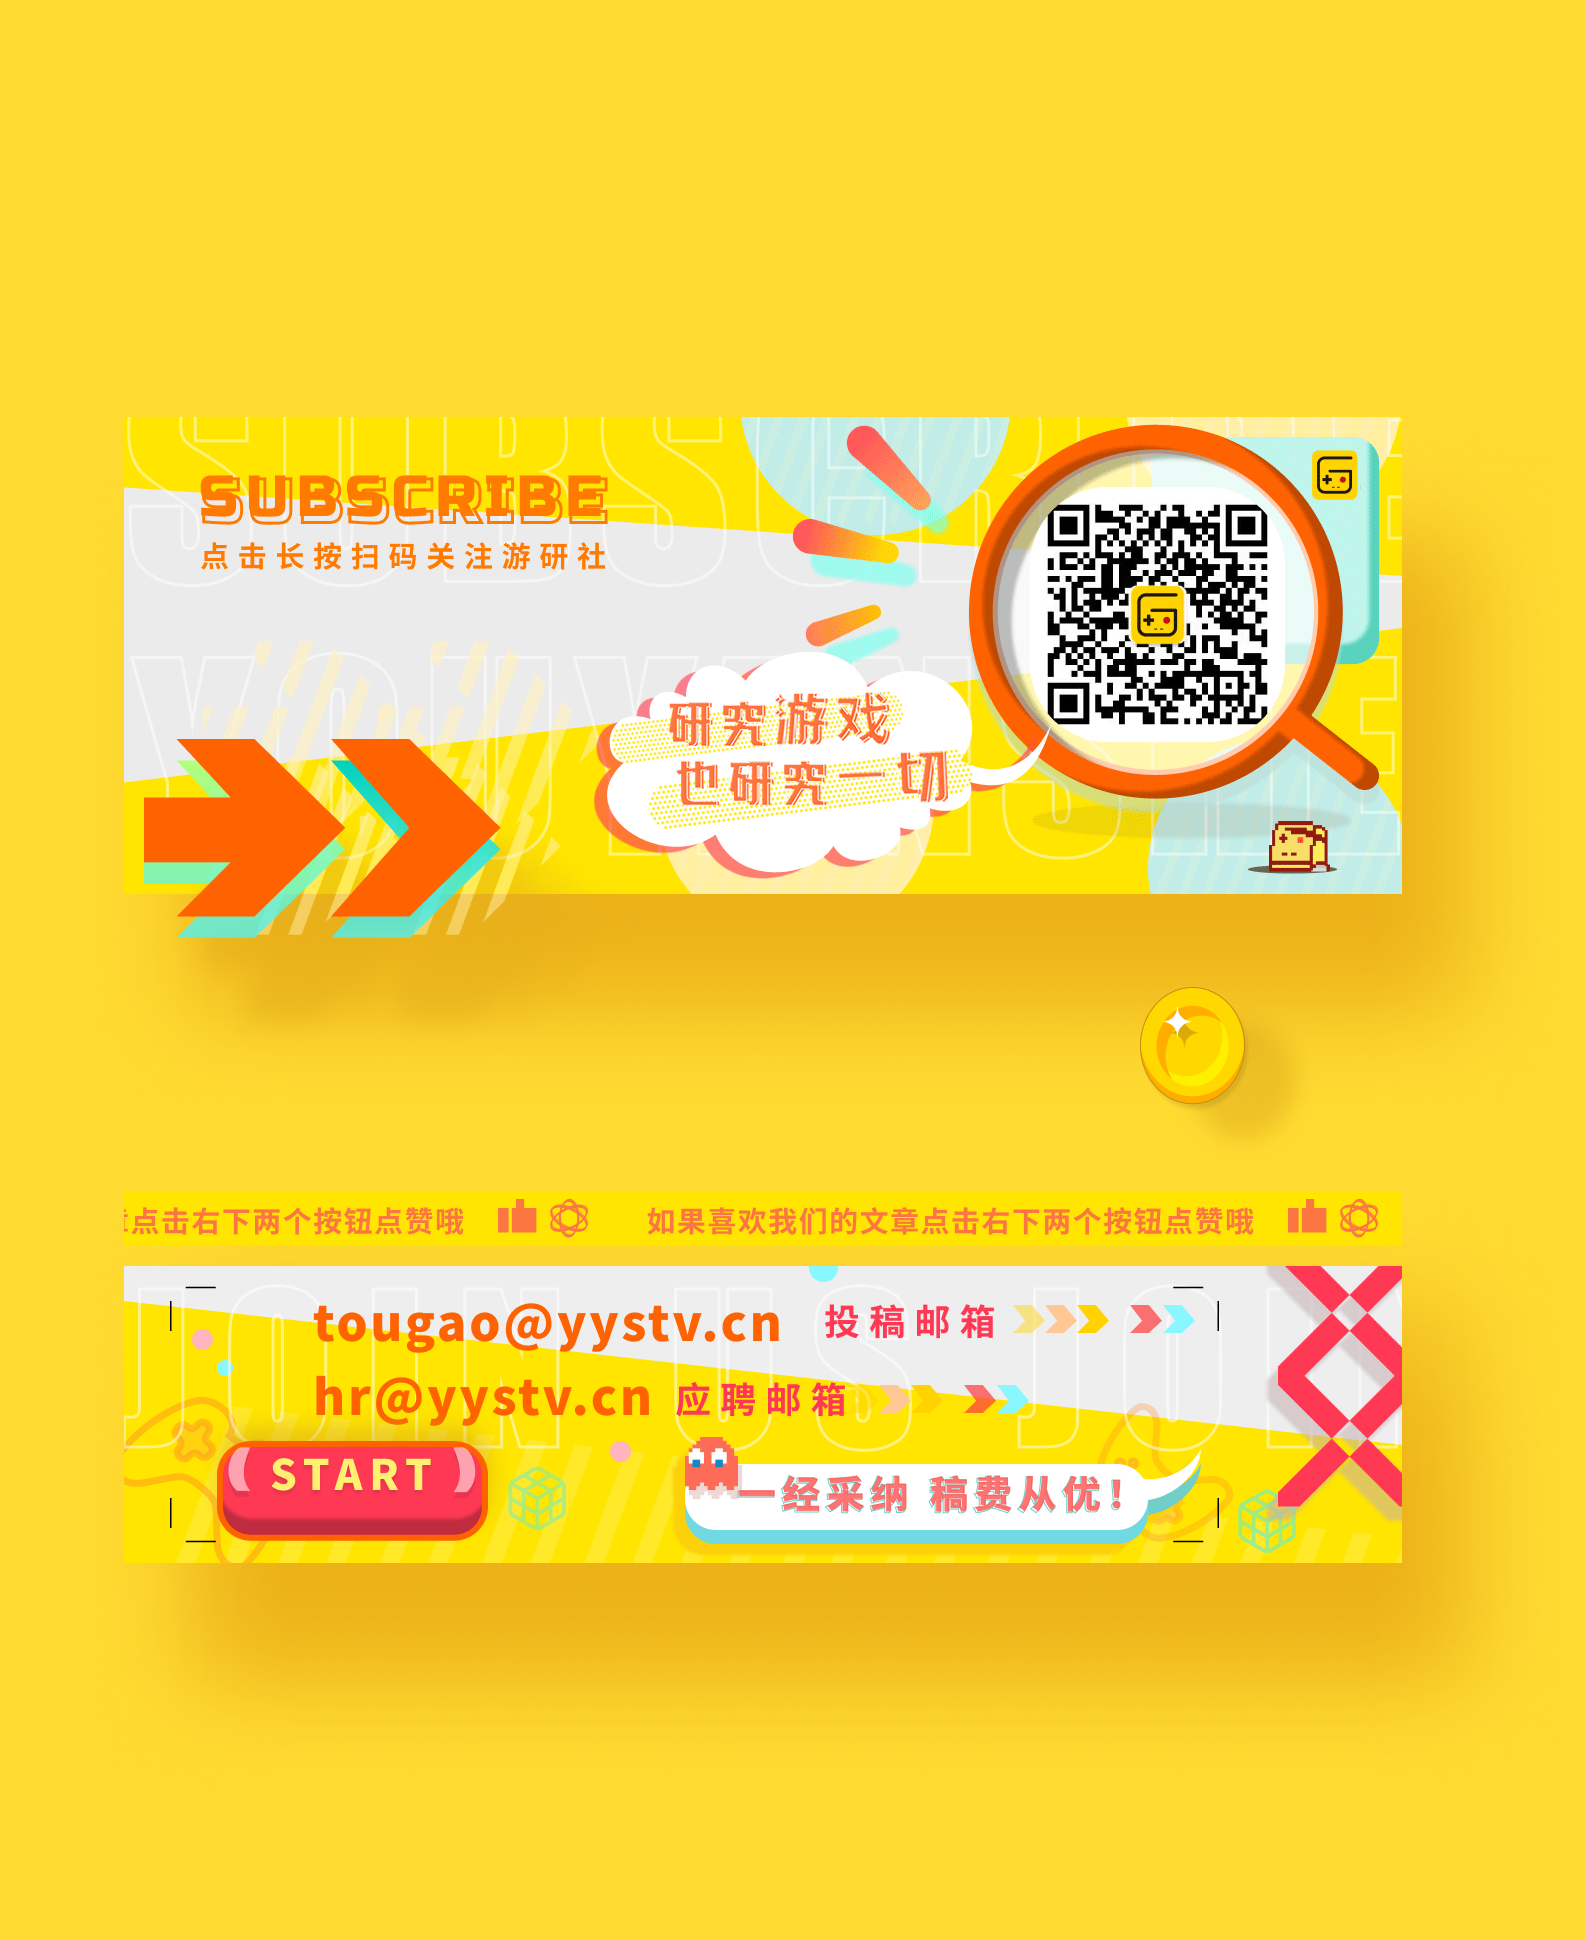 SUBSCRIBE
点击长按扫码关注游研社
研究游戏
也研究一切
点击右下两个按钮点赞哦
如果喜欢我们的文章点击右下两个按钮点赞哦
JOIN US JOI
tougao@yystv.cn 投稿邮箱
hr@yystv.cn 应聘邮箱
START
一经采纳 稿费从优!